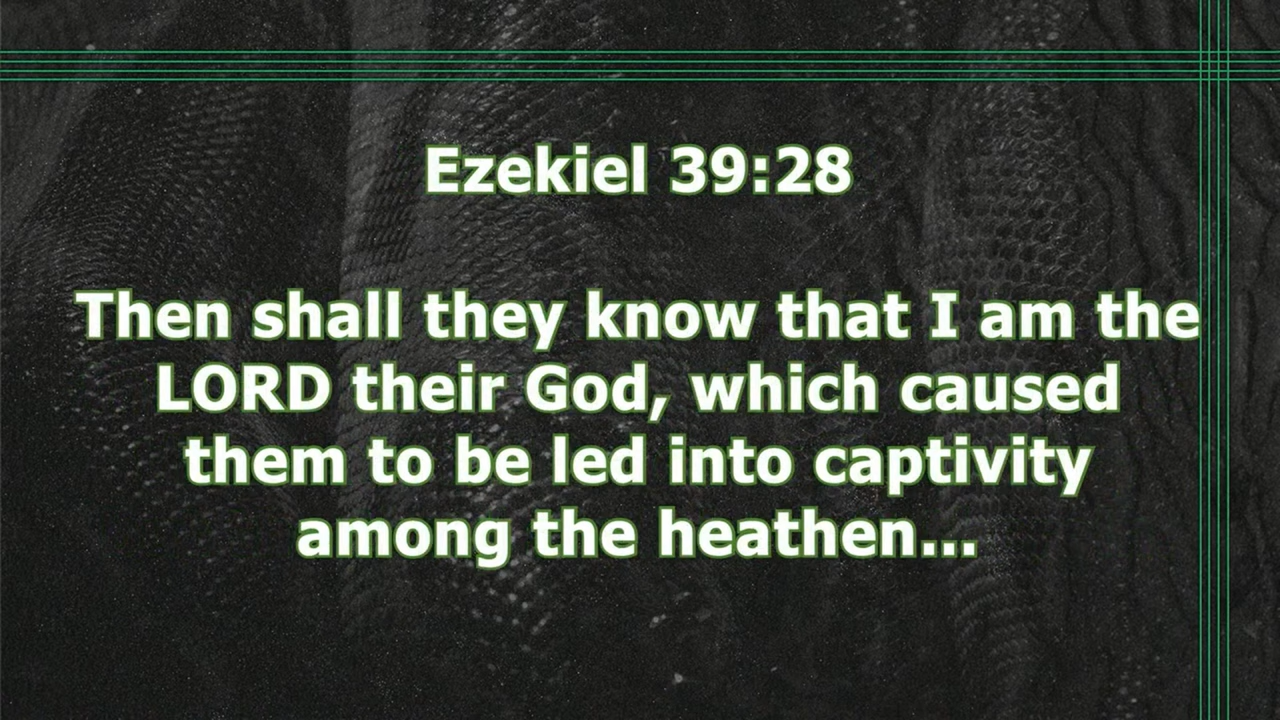 Ezekiel 39:28
Then shall they know that I am the
LORD their God, which caused
them to be led into captivity
among the heathen...